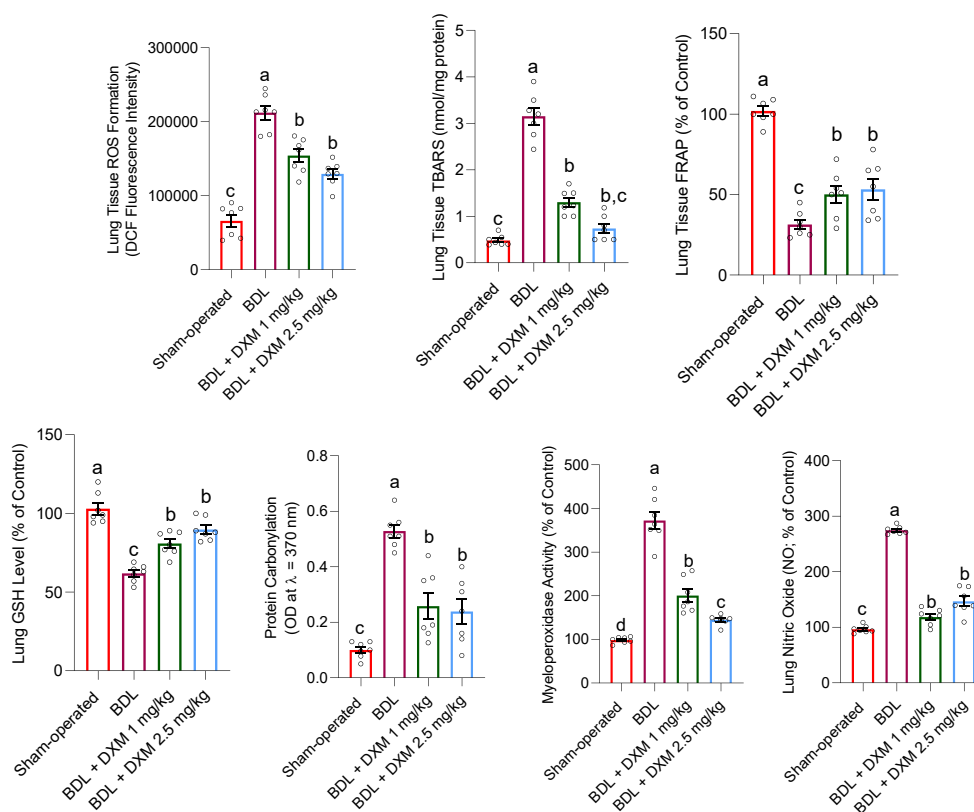 Lung Tissue ROS Formation
(DCF Fluorescence Intensity)
300000
200000
100000
0
c
a
b
b
Sham-operated
BDL
BDL + DXM 1 mg/kg
BDL + DXM 2.5 mg/kg
Lung Tissue TBARS (nmol/mg protein)
5
4
3
2
1
0
c
a
b
b,c
Sham-operated
BDL
BDL + DXM 1 mg/kg
BDL + DXM 2.5 mg/kg
Lung Tissue FRAP (% of Control)
150
100
50
0
a
c
b
b
Sham-operated
BDL
BDL + DXM 1 mg/kg
BDL + DXM 2.5 mg/kg
Lung GSH Level (% of Control)
150
100
50
0
a
c
b
b
Sham-operated
BDL
BDL + DXM 1 mg/kg
BDL + DXM 2.5 mg/kg
Protein Carbonylation
(OD at λ = 370 nm)
0.8
0.6
0.4
0.2
0.0
c
a
b
b
Sham-operated
BDL
BDL + DXM 1 mg/kg
BDL + DXM 2.5 mg/kg
Myeloperoxidase Activity (% of Control)
500
400
300
200
100
0
d
a
b
c
Sham-operated
BDL
BDL + DXM 1 mg/kg
BDL + DXM 2.5 mg/kg
Lung Nitric Oxide (NO; % of Control)
400
300
200
100
0
c
a
b
b
Sham-operated
BDL
BDL + DXM 1 mg/kg
BDL + DXM 2.5 mg/kg